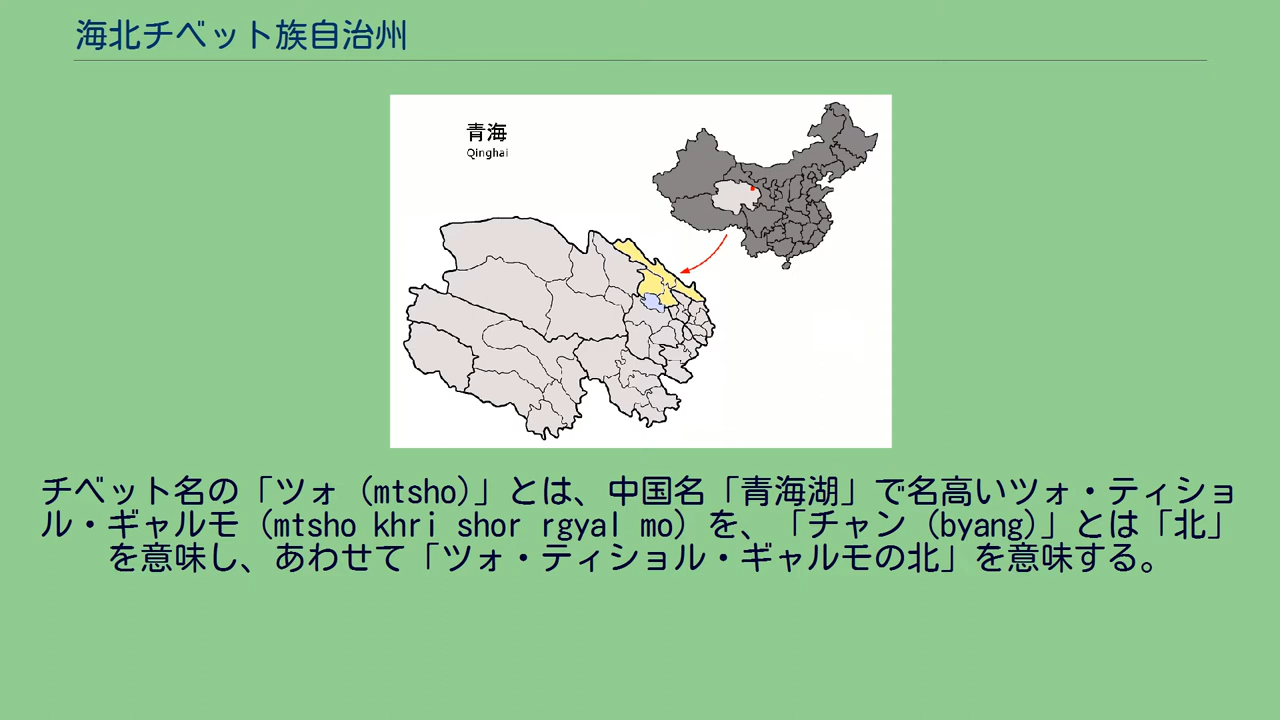 海北チベット族自治州
青海
Qinghai
チベット名の「ツォ（mtsho)」とは、中国名「青海湖」で名高いツォ・ティショ
ル・ギャルモ（mtsho khri shor rgyal mo）を、「チャン（byang)」とは「北」
を意味し、あわせて「ツォ・ティショル・ギャルモの北」を意味する。